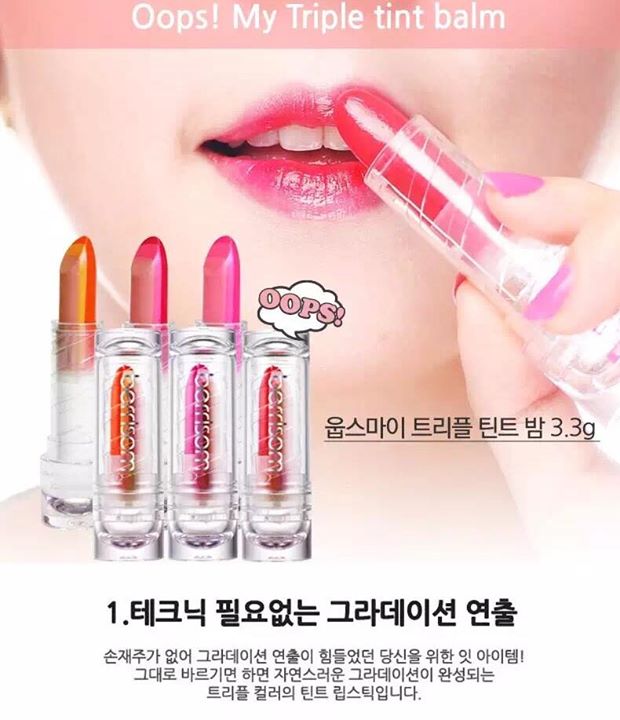 Oops! My Triple tint balm
OOPS!
Berrisom
Berrisom
Berrisom
웁스마이 트리플 틴트 밤 3.3g
1.테크닉 필요없는 그라데이션 연출
손재주가 없어 그라데이션 연출이 힘들었던 당신을 위한 잇 아이템!
그대로 바르기면 하면 자연스러운 그라데이션이 완성되는
트리플 컬러의 틴트 립스틱입니다.